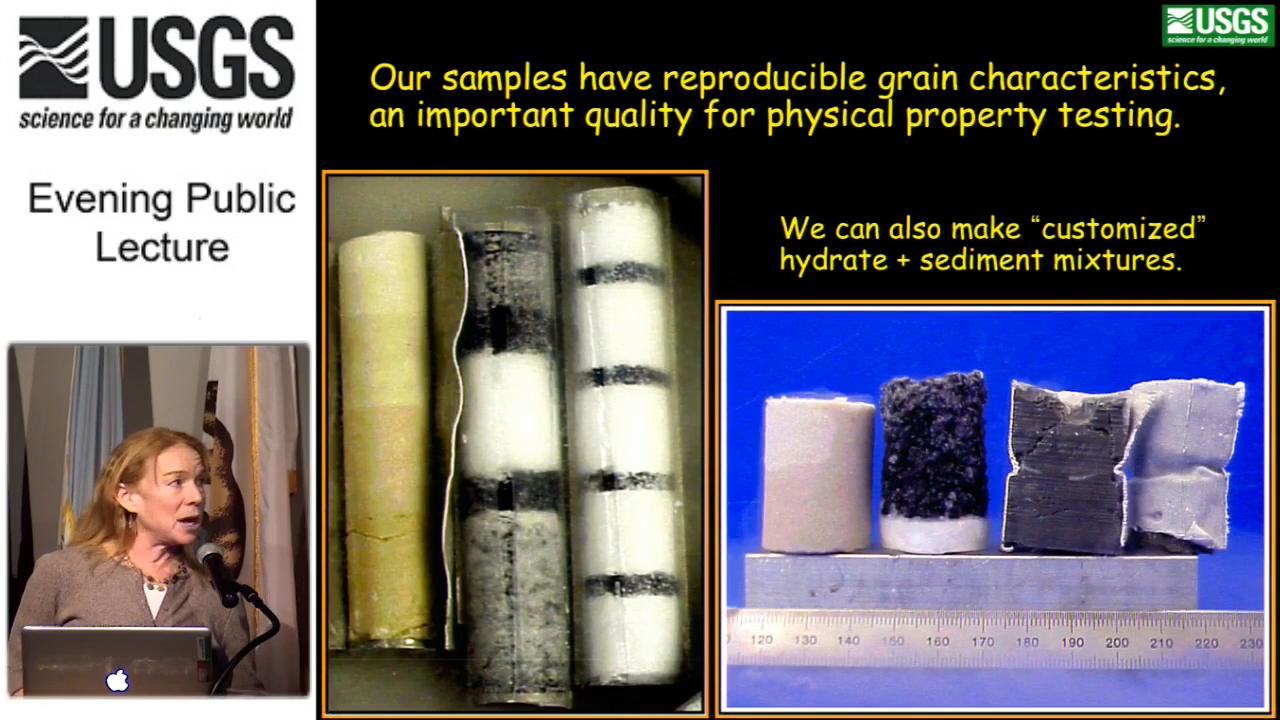 USGS
science for a changing world
Evening Public
Lecture
USGS
science for a changing world
Our samples have reproducible grain characteristics,
an important quality for physical property testing.
We can also make “customized”
hydrate + sediment mixtures.
120 130 140 150 160 170 180 190 200 210 220 230